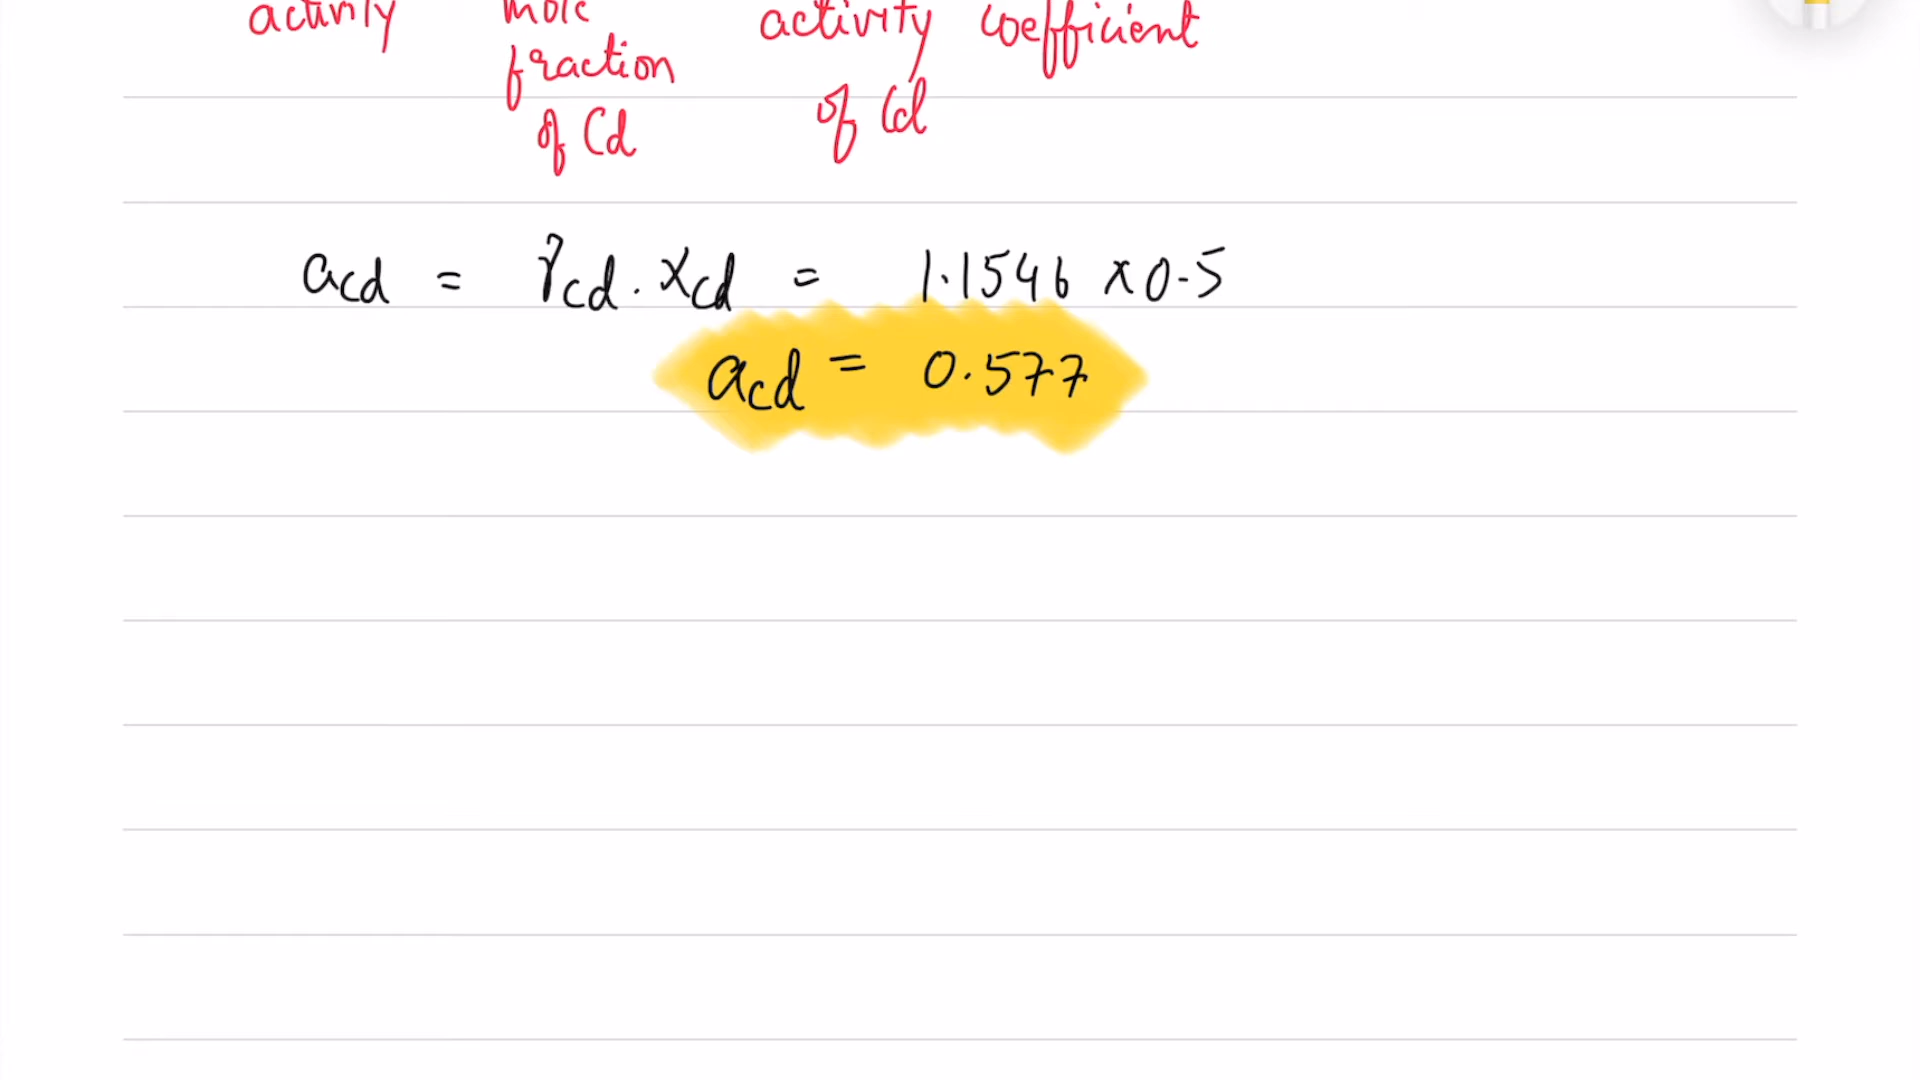 activity mole activity coefficient
fraction
of Cd of Cd
acd = γcd . xcd = 1.1546 x 0.5
acd = 0.577